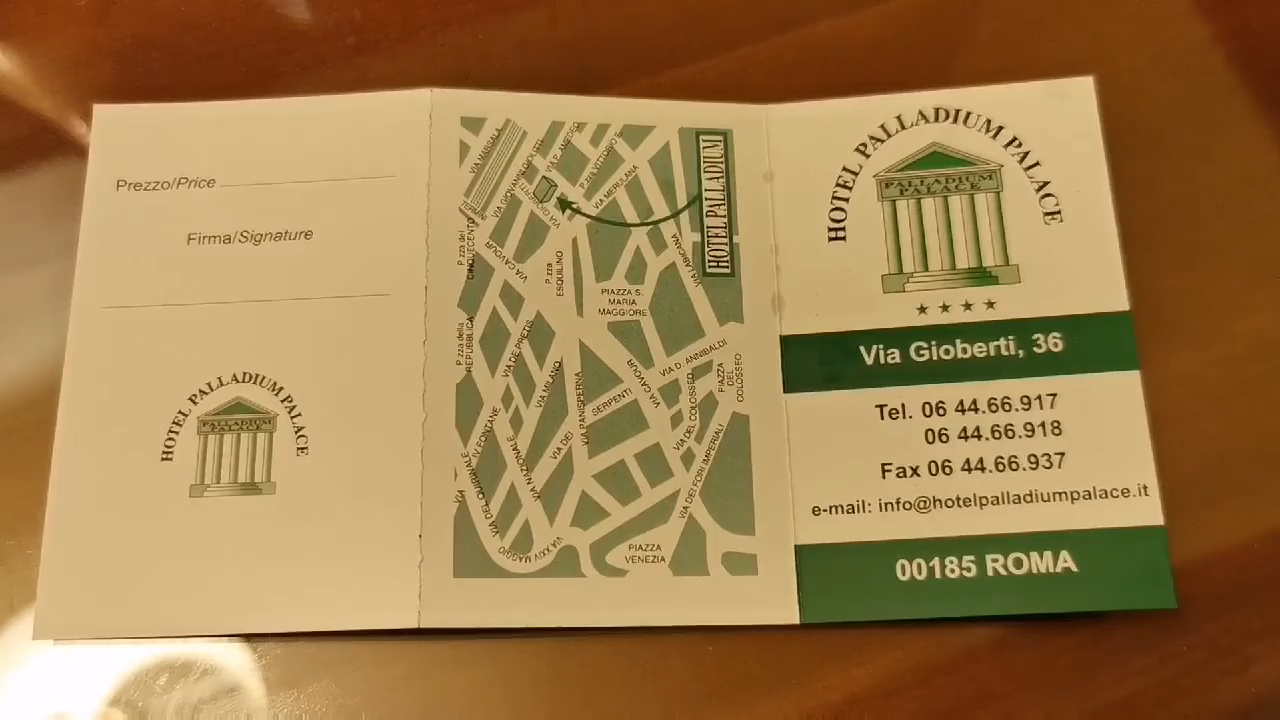 Prezzo/Price
Firma/Signature
HOTEL PALLADIUM PALACE
PALLADIUM
PALACE
VIA MARSALA
VIA GIOVANNI GIOLITTI
VIA P. AMEDEO
P.zza VITTORIO E.
VIA MERULANA
VIA GIOBERTI
VIA
HOTEL PALLADIUM
P.zza dei
CINQUECENTO
VIA CAVOUR
P.zza
ESQUILINO
VIA LABICANA
PIAZZA S.
MARIA
MAGGIORE
P.zza della
REPUBBLICA
VIA DE PRETIS
VIA MILANO
VIA PANISPERNA
VIA DEI SERPENTI
VIA CAVOUR
VIA D. ANNIBALDI
PIAZZA
DEL
COLOSSEO
VIA DEL COLOSSEO
VIA IV FONTANE
VIA NAZIONALE
VIA DEL QUIRINALE
VIA DEI FORI IMPERIALI
VIA XXIV MAGGIO
PIAZZA
VENEZIA
HOTEL PALLADIUM PALACE
PALLADIUM
PALACE
★★★★
Via Gioberti, 36
Tel. 06 44.66.917
06 44.66.918
Fax 06 44.66.937
e-mail: info@hotelpalladiumpalace.it
00185 ROMA